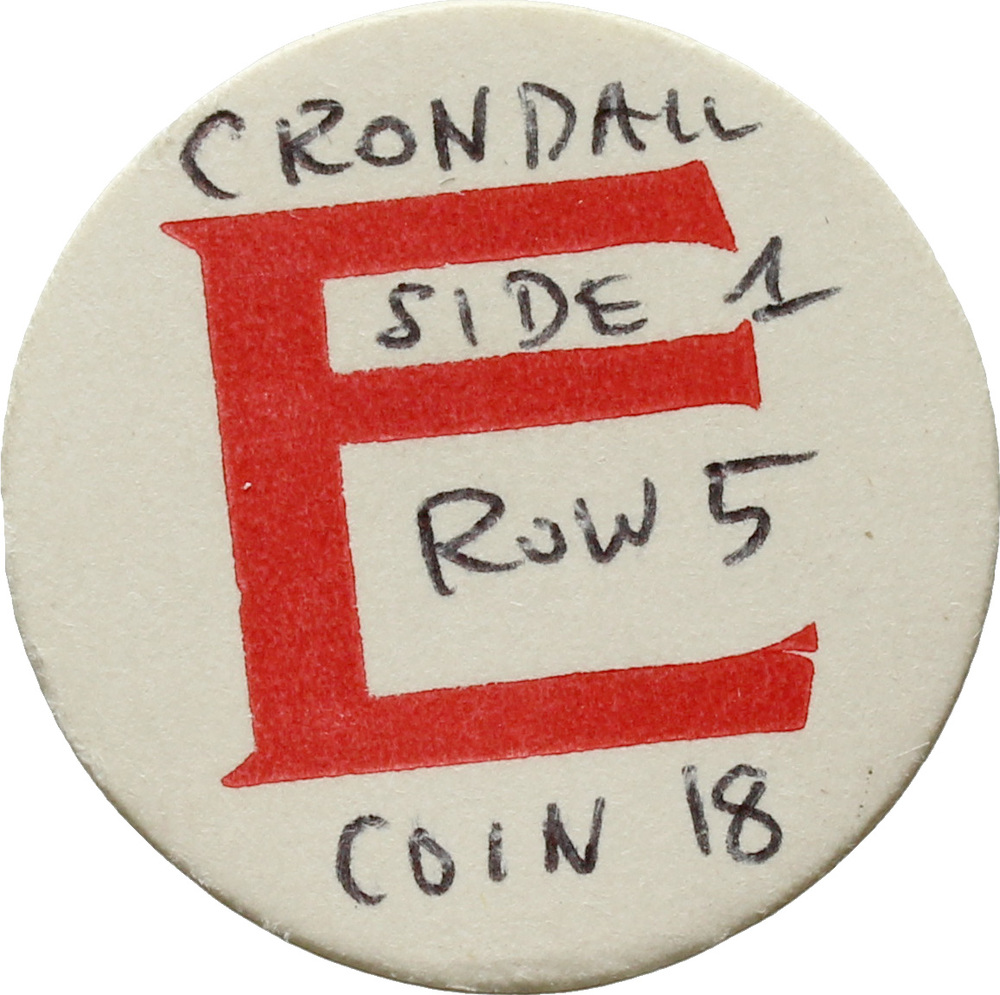 CRONDALL
E
SIDE 1
ROW 5
COIN 18